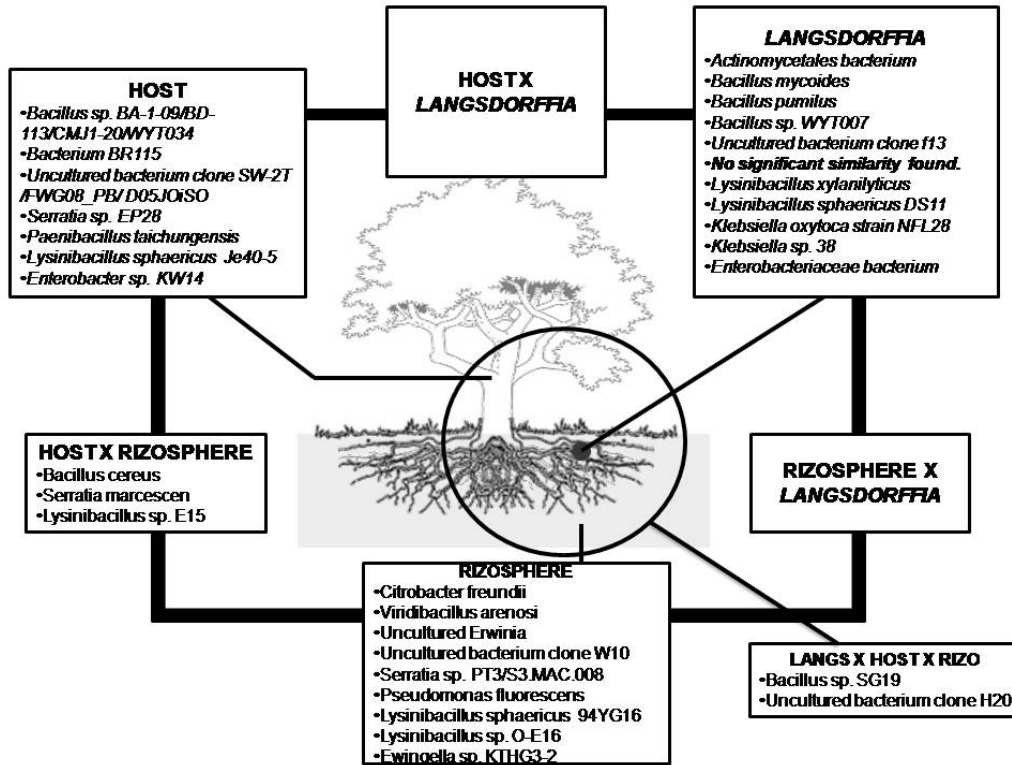 HOST X
LANGSDORFFIA
LANGSDORFFIA
•Actinomycetales bacterium
•Bacillus mycoides
•Bacillus pumilus
•Bacillus sp. WYT007
•Uncultured bacterium clone f13
•No significant similarity found.
•Lysinibacillus xylanilyticus
•Lysinibacillus sphaericus DS11
•Klebsiella oxytoca strain NFL28
•Klebsiella sp. 38
•Enterobacteriaceae bacterium
HOST
•Bacillus sp. BA-1-09/BD-
113/CMJ1-20/WYT034
•Bacterium BR115
•Uncultured bacterium clone SW-2T
/FWG08_PB/ D05JOiSO
•Serratia sp. EP28
•Paenibacillus taichungensis
•Lysinibacillus sphaericus Je40-5
•Enterobacter sp. KW14
HOST X RIZOSPHERE
•Bacillus cereus
•Serratia marcescen
•Lysinibacillus sp. E15
RIZOSPHERE X
LANGSDORFFIA
RIZOSPHERE
•Citrobacter freundii
•Viridibacillus arenosi
•Uncultured Erwinia
•Uncultured bacterium clone W10
•Serratia sp. PT3/S3.MAC.008
•Pseudomonas fluorescens
•Lysinibacillus sphaericus 94YG16
•Lysinibacillus sp. O-E16
•Ewingella sp. KTHG3-2
LANGS X HOST X RIZO
•Bacillus sp. SG19
•Uncultured bacterium clone H20